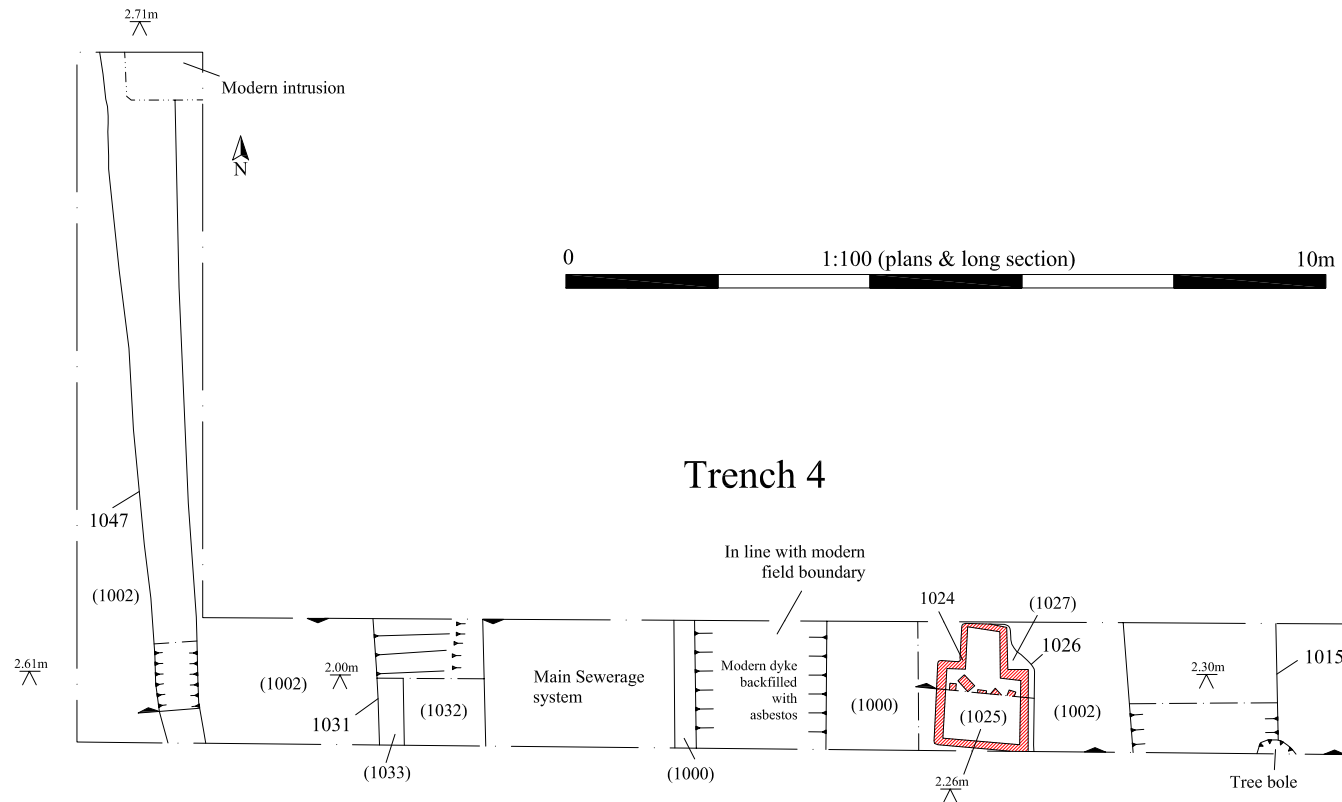 2.71m
Modern intrusion
N
0
1:100 (plans & long section)
10m
Trench 4
1047
In line with modern
field boundary
(1002)
1024
(1027)
1026
1015
2.61m
(1002)
2.00m
Main Sewerage
system
Modern dyke
backfilled
with
asbestos
2.30m
1031
(1032)
(1000)
(1025)
(1002)
(1033)
(1000)
2.26m
Tree bole